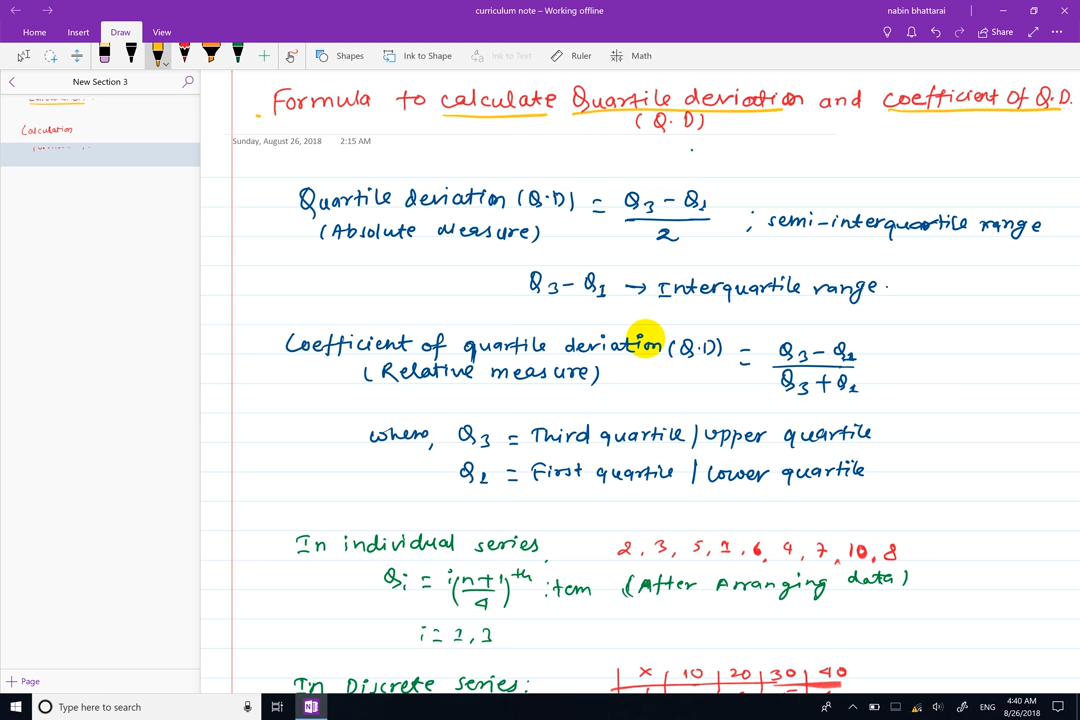 curriculum note – Working offline
nabin bhattarai
Home Insert Draw View
Share
Shapes Ink to Shape Ink to Text Ruler Math
New Section 3
Calculation
Formula to calculate Quartile deviation and coefficient Of Q.D.
(Q.D)
Sunday, August 26, 2018 2:15 AM
Quartile deviation (Q.D) = Q3 - Q1 / 2 ; semi-interquartile range
(Absolute Measure)
Q3 - Q1 → Interquartile range.
Coefficient of quartile deviation (Q.D) = Q3 - Q1 / Q3 + Q1
(Relative measure)
where, Q3 = Third quartile / upper quartile
Q1 = First quartile / Lower quartile
In individual series 2, 3, 5, 1, 6, 4, 7, 10, 8
Qi = i(n+1/4)th item (After Arranging data)
i = 1, 3
In Discrete series: x 10 20 30 40
+ Page
Type here to search
ENG
4:40 AM
8/26/2018